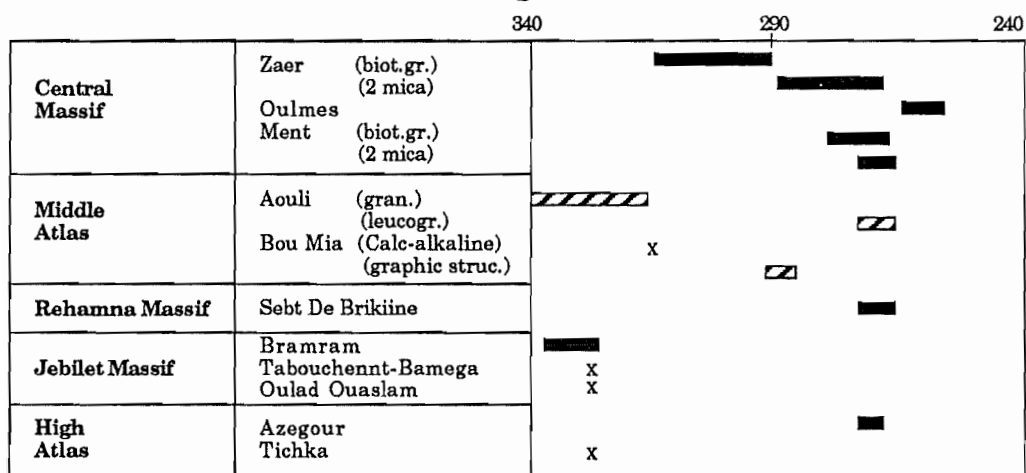 340 290 240
Central
Massif
Zaer (biot.gr.)
(2 mica)
Oulmes
Ment (biot.gr.)
(2 mica)
Middle
Atlas
Aouli (gran.)
(leucogr.)
Bou Mia (Calc-alkaline)
x
(graphic struc.)
Rehamna Massif
Sebt De Brikiine
Jebilet Massif
Bramram
Tabouchennt-Bamega
x
Oulad Ouaslam
x
High
Atlas
Azegour
Tichka
x